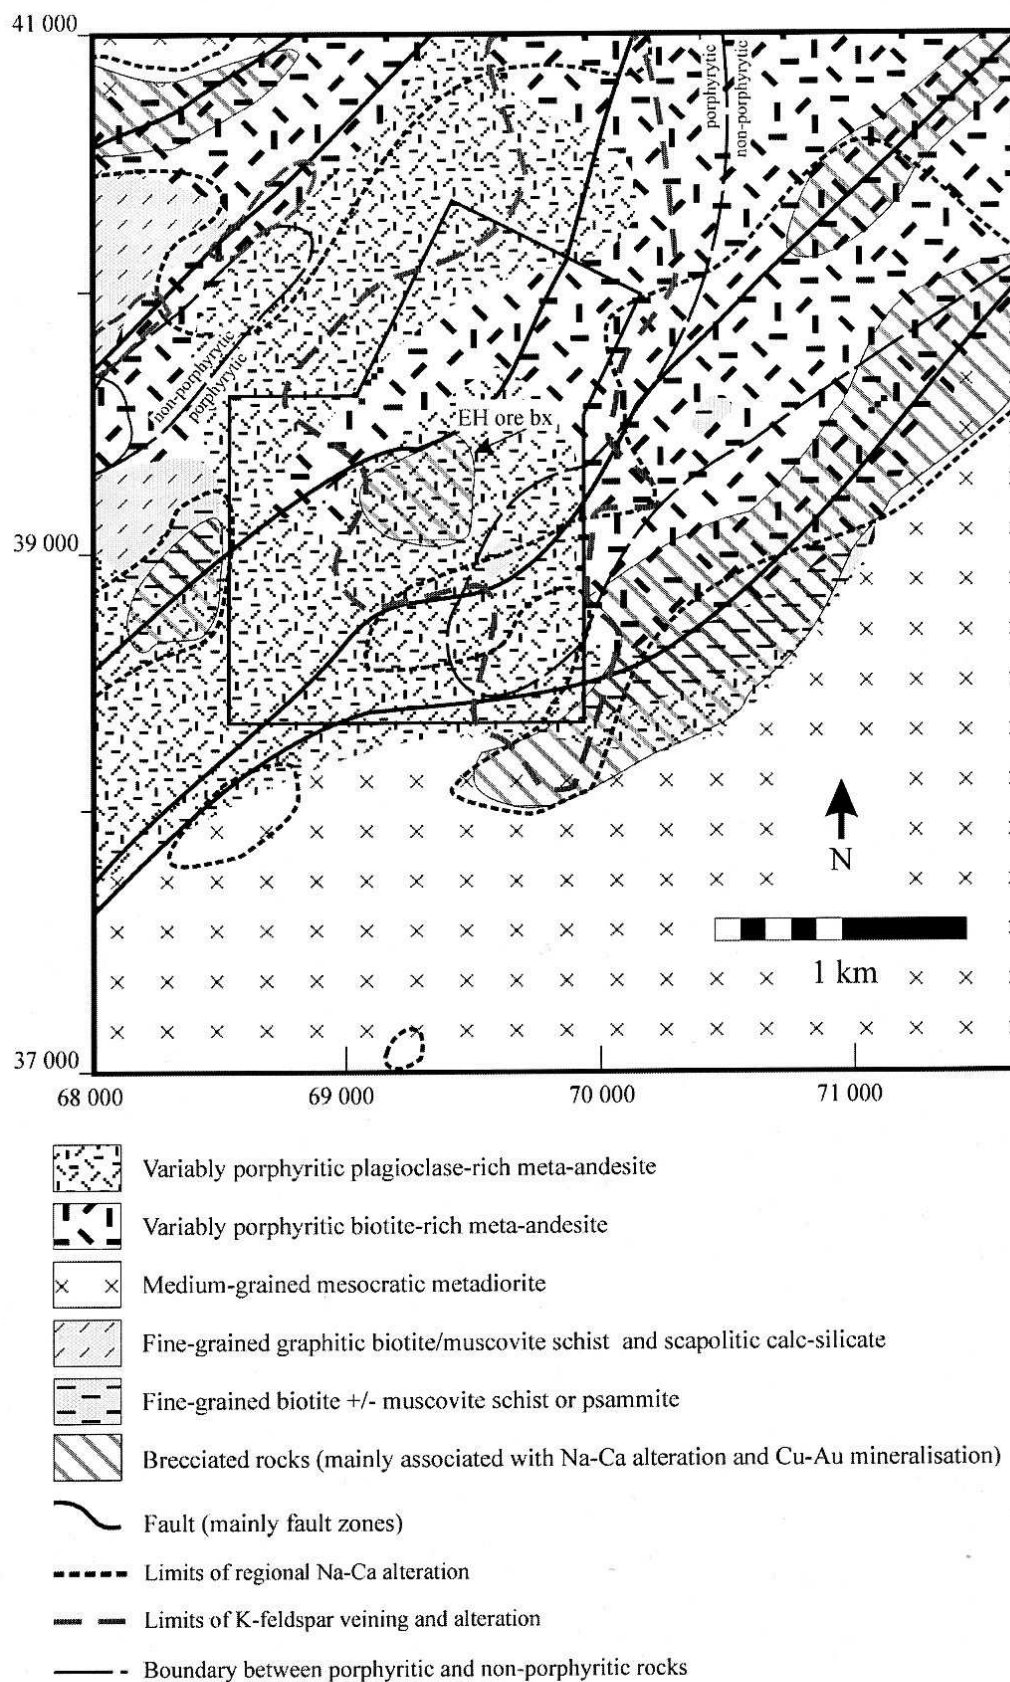 41 000
porphyrytic
non-porphyrytic
non-porphyrytic
porphyrytic
EH ore bx
39 000
N
1 km
37 000
68 000 69 000 70 000 71 000
Variably porphyritic plagioclase-rich meta-andesite
Variably porphyritic biotite-rich meta-andesite
Medium-grained mesocratic metadiorite
Fine-grained graphitic biotite/muscovite schist and scapolitic calc-silicate
Fine-grained biotite +/- muscovite schist or psammite
Brecciated rocks (mainly associated with Na-Ca alteration and Cu-Au mineralisation)
Fault (mainly fault zones)
Limits of regional Na-Ca alteration
Limits of K-feldspar veining and alteration
Boundary between porphyritic and non-porphyritic rocks